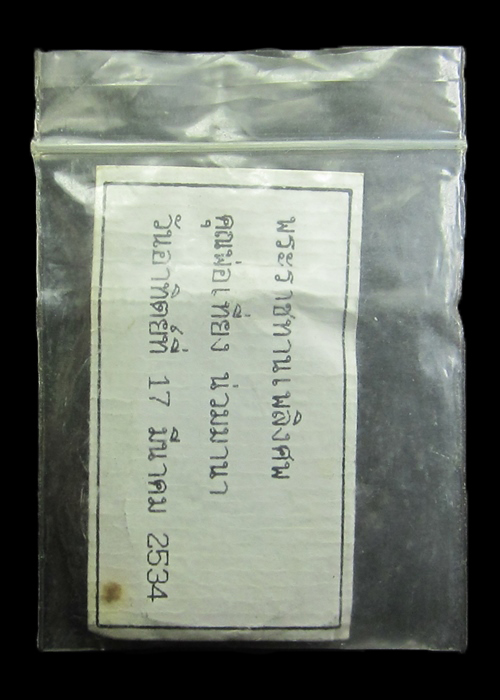 พระราชทานเพลิงศพ
คุณพ่อเที่ยง น่วมมานา
วันอาทิตย์ที่ 17 มีนาคม 2534